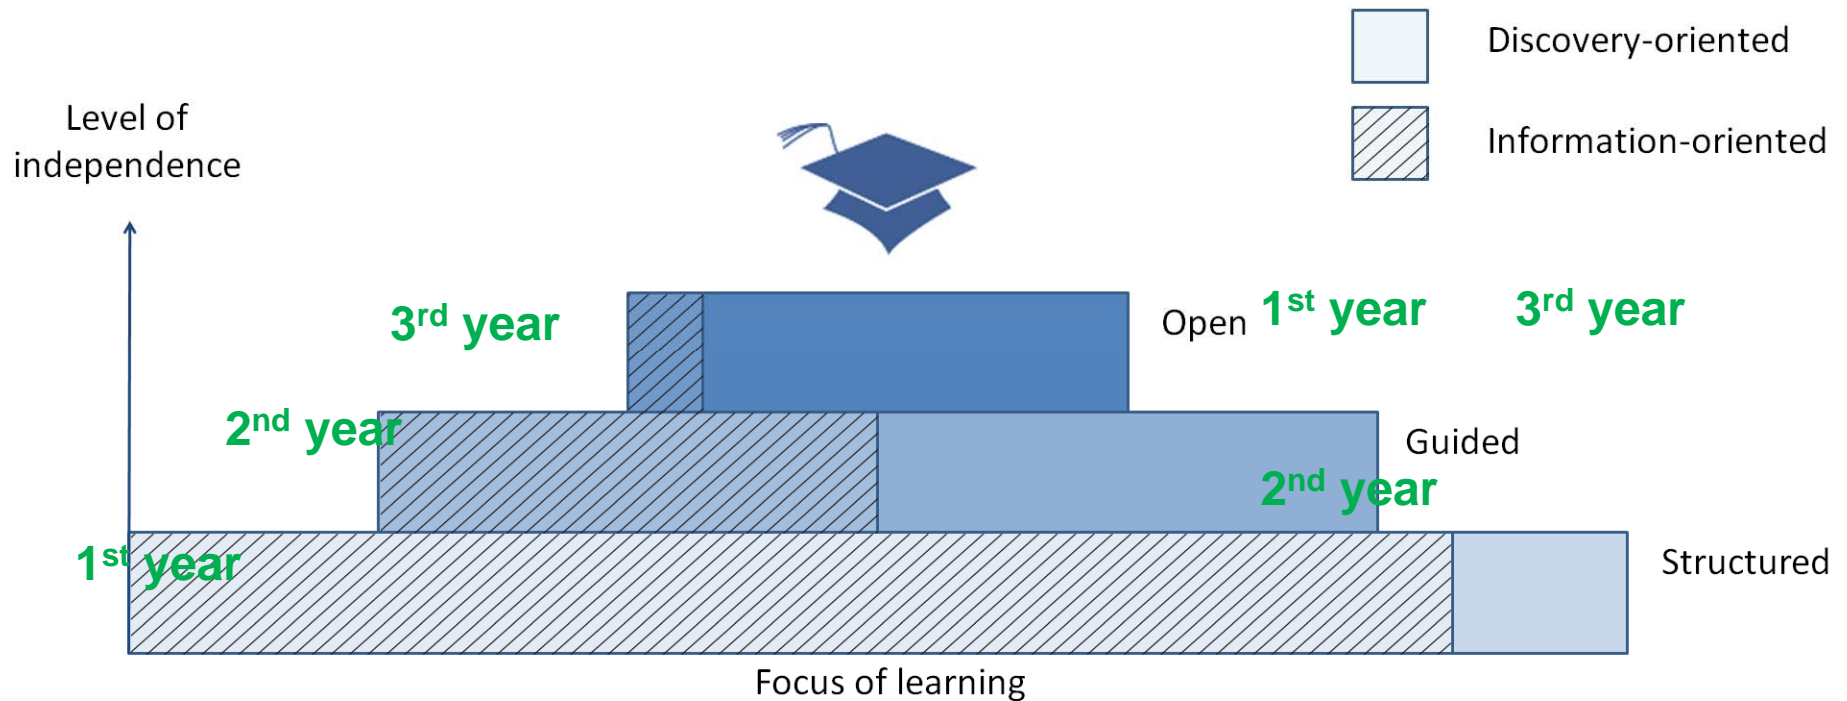 Discovery-oriented
Information-oriented
Level of
independence
3rd year
Open
1st year
3rd year
2nd year
Guided
2nd year
1st year
Structured
Focus of learning